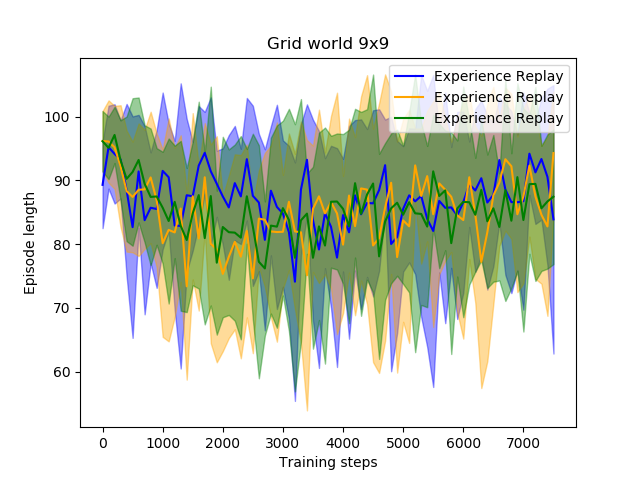 Grid world 9x9
Experience Replay
Experience Replay
Experience Replay
Episode length
100
90
80
70
60
0 1000 2000 3000 4000 5000 6000 7000
Training steps